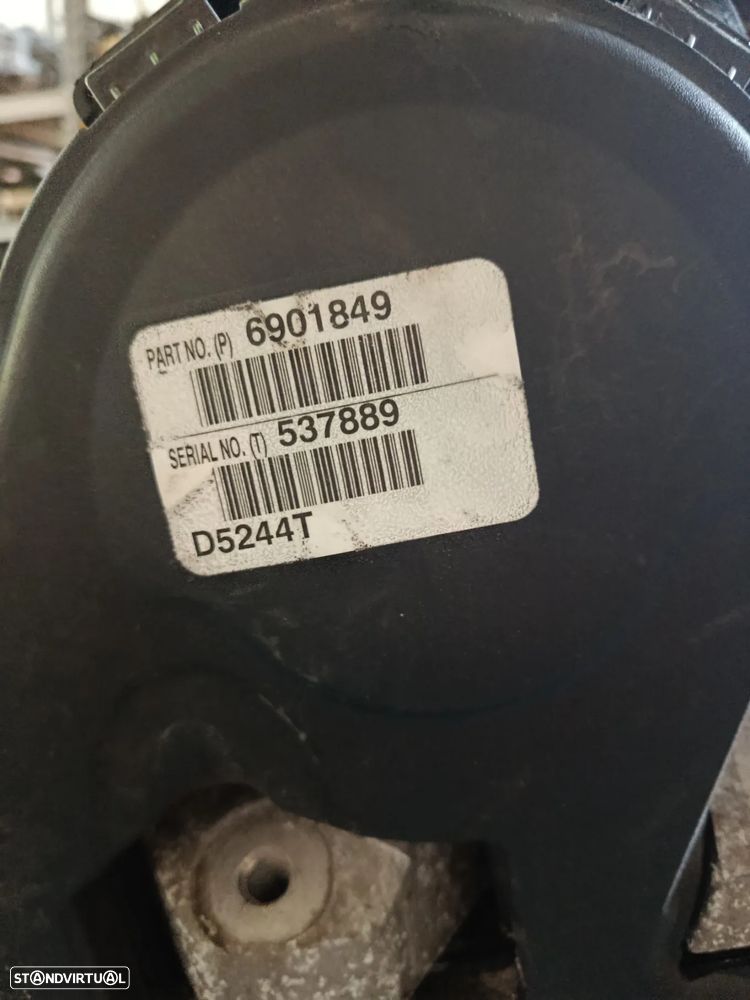 PART NO. (P) 6901849
SERIAL NO. (T) 537889
D5244T
STANDVIRTUAL